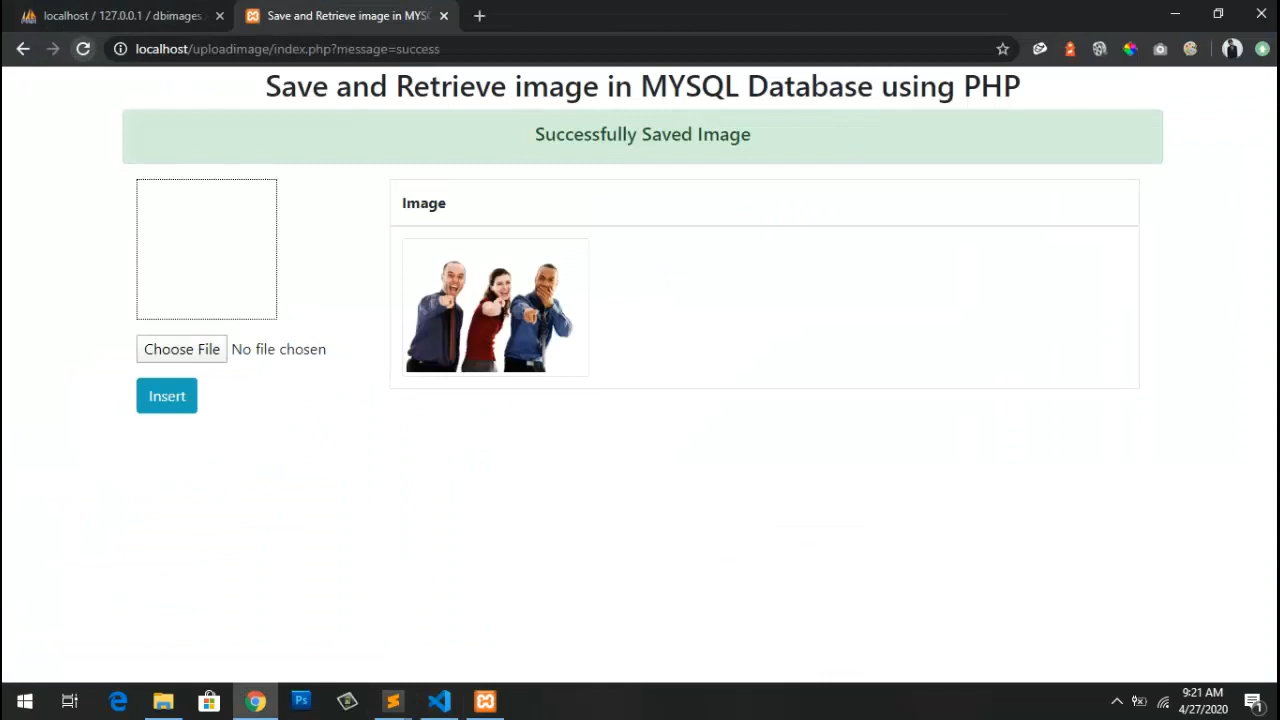 localhost / 127.0.0.1 / dbimages
Save and Retrieve image in MYS
localhost/uploadimage/index.php?message=success
Save and Retrieve image in MYSQL Database using PHP
Successfully Saved Image
Image
Choose File No file chosen
Insert
Ps
9:21 AM
4/27/2020
1